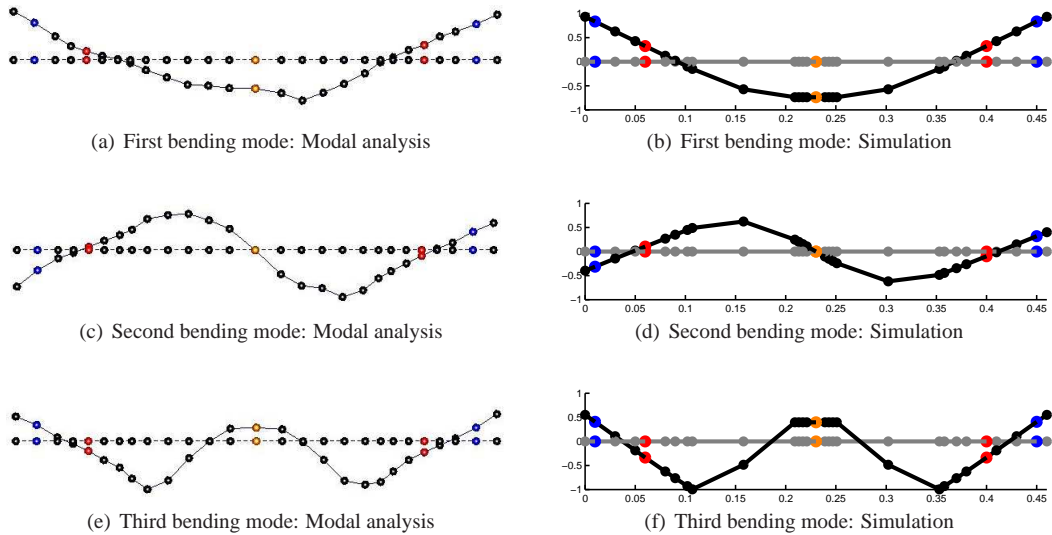 1
0.5
0
−0.5
−1
0 0.05 0.1 0.15 0.2 0.25 0.3 0.35 0.4 0.45
(a) First bending mode: Modal analysis
(b) First bending mode: Simulation
1
0.5
0
−0.5
−1
0 0.05 0.1 0.15 0.2 0.25 0.3 0.35 0.4 0.45
(c) Second bending mode: Modal analysis
(d) Second bending mode: Simulation
1
0.5
0
−0.5
−1
0 0.05 0.1 0.15 0.2 0.25 0.3 0.35 0.4 0.45
(e) Third bending mode: Modal analysis
(f) Third bending mode: Simulation